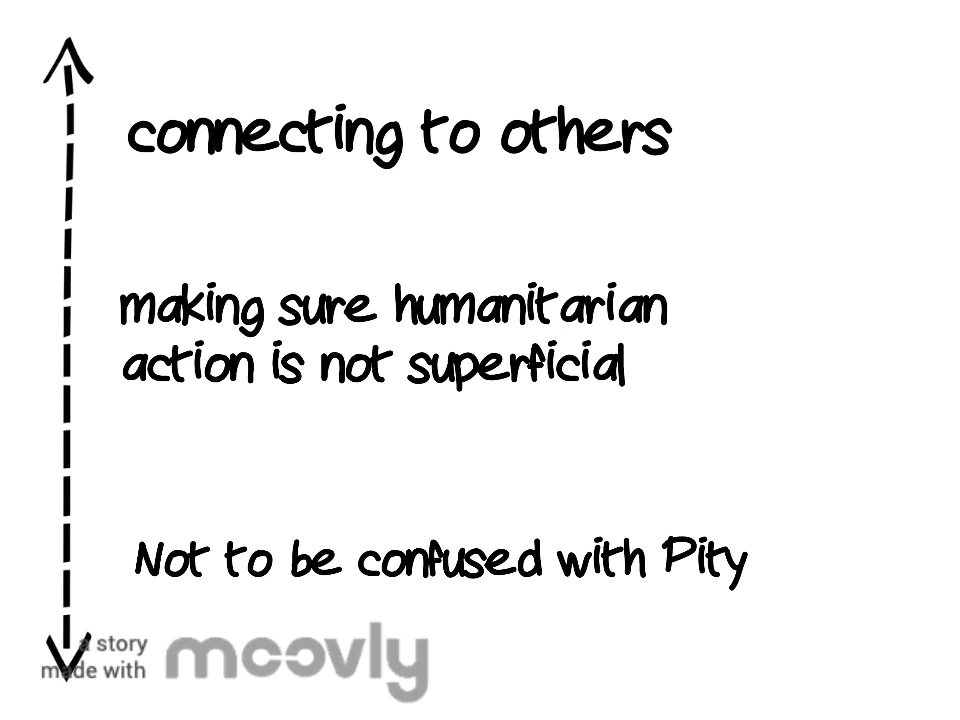 connecting to others
making sure humanitarian
action is not superficial
Not to be confused with Pity
a story
made with
moovly